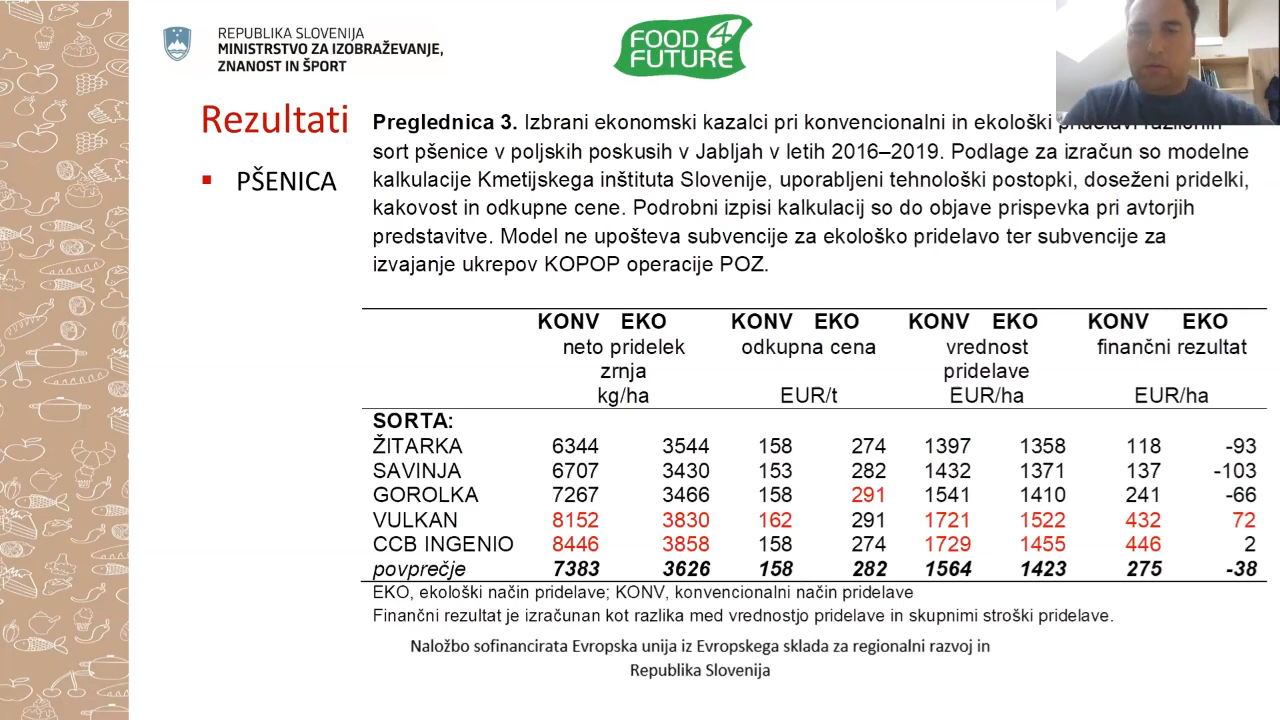 REPUBLIKA SLOVENIJA
MINISTRSTVO ZA IZOBRAŽEVANJE,
ZNANOST IN ŠPORT
FOOD 4
FUTURE
Rezultati
▪ PŠENICA
Preglednica 3. Izbrani ekonomski kazalci pri konvencionalni in ekološki
sort pšenice v poljskih poskusih v Jabljah v letih 2016–2019. Podlage za izračun so modelne
kalkulacije Kmetijskega inštituta Slovenije, uporabljeni tehnološki postopki, doseženi pridelki,
kakovost in odkupne cene. Podrobni izpisi kalkulacij so do objave prispevka pri avtorjih
predstavitve. Model ne upošteva subvencije za ekološko pridelavo ter subvencije za
izvajanje ukrepov KOPOP operacije POZ.
KONV EKO KONV EKO KONV EKO KONV EKO
neto pridelek odkupna cena vrednost finančni rezultat
zrnja pridelave
kg/ha EUR/t EUR/ha EUR/ha
SORTA:
ŽITARKA 6344 3544 158 274 1397 1358 118 -93
SAVINJA 6707 3430 153 282 1432 1371 137 -103
GOROLKA 7267 3466 158 291 1541 1410 241 -66
VULKAN 8152 3830 162 291 1721 1522 432 72
CCB INGENIO 8446 3858 158 274 1729 1455 446 2
povprečje 7383 3626 158 282 1564 1423 275 -38
EKO, ekološki način pridelave; KONV, konvencionalni način pridelave
Finančni rezultat je izračunan kot razlika med vrednostjo pridelave in skupnimi stroški pridelave.
Naložbo sofinancirata Evropska unija iz Evropskega sklada za regionalni razvoj in
Republika Slovenija